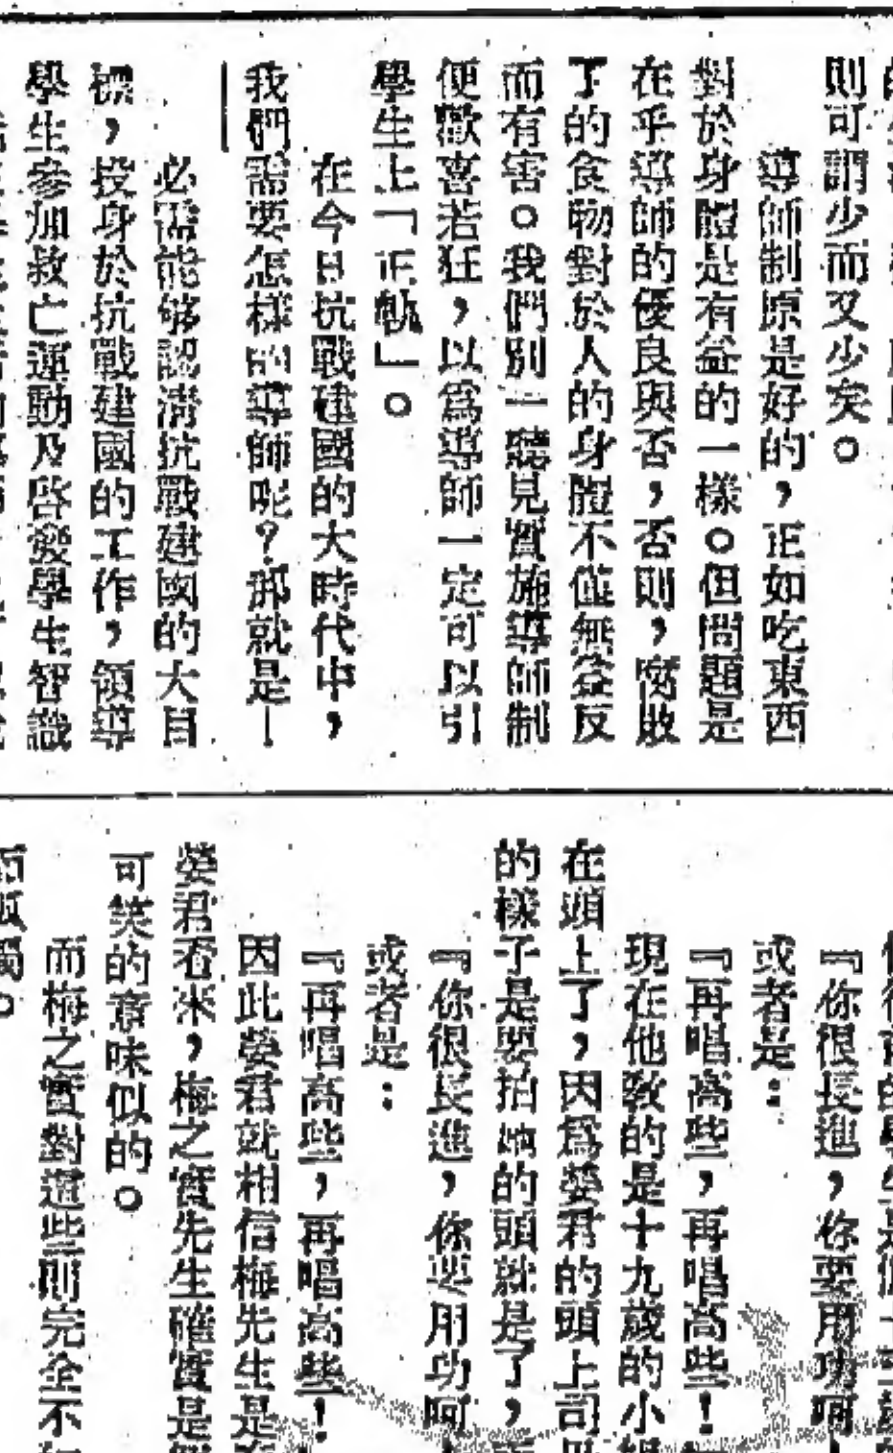 則可謂少而又少矣。
導師制原是好的，正如吃東西
對於身體是有益的一樣。但問題是
在乎導師的優良與否，否則，腐敗
了的食物對於人的身體不僅無益反
而有害。我們別一聽見實施導師制
便歡喜若狂，以爲導師一定可以引
學生上「正軌」。
在今日抗戰建國的大時代中，
我們需要怎樣的導師呢？那就是—
—
必需能够認清抗戰建國的大目
標，投身於抗戰建國的工作，領導
學生參加救亡運動及啓發學生智識
『你很長進，你要用功呵
或者是：
『再唱高些，再唱高些！
現在他敎的是十九歲的小
在頭上了，因爲嫈君的頭上司
的樣子是要拍她的頭就是了，
『你很長進，你要用功呵
或者是：
『再唱高些，再唱高些！
因此嫈君就相信梅先生是
嫈君看來，梅之實先生確實是
可笑的意味似的。
而梅之實對這些則完全不